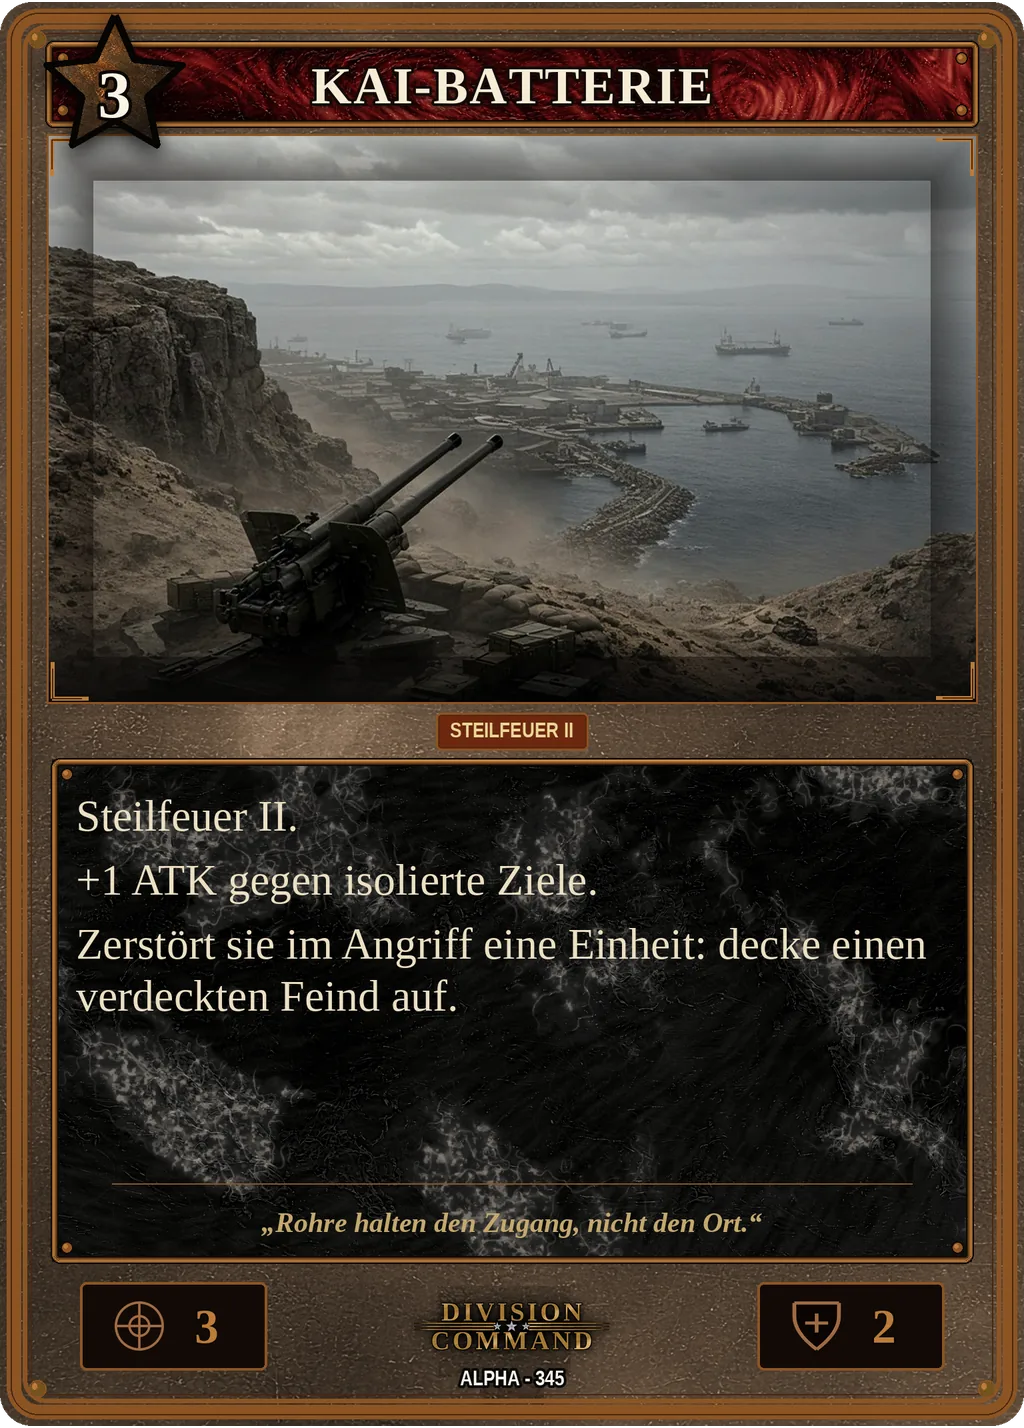 3
KAI-BATTERIE
STEILFEUER II
Steilfeuer II.
+1 ATK gegen isolierte Ziele.
Zerstört sie im Angriff eine Einheit: decke einen
verdeckten Feind auf.
„Rohre halten den Zugang, nicht den Ort.“
3
DIVISION
COMMAND
2
ALPHA - 345